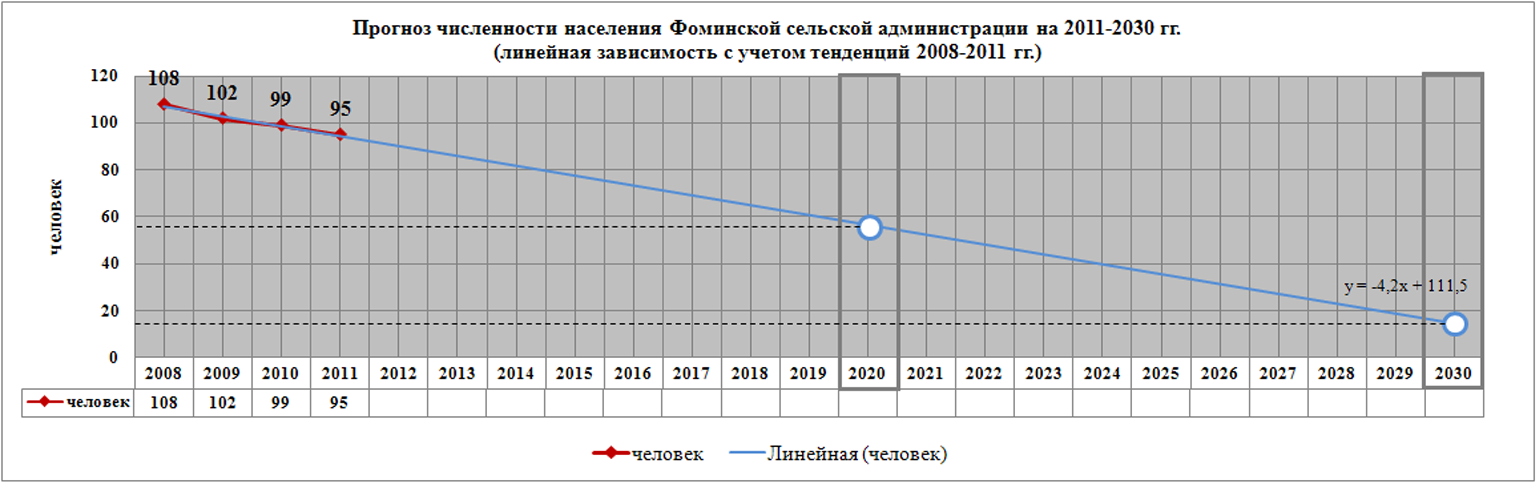 Прогноз численности населения Фоминской сельской администрации на 2011-2030 гг.
(линейная зависимость с учетом тенденций 2008-2011 гг.)
человек
120
100
80
60
40
20
0
108
102
99
95
y = -4,2x + 111,5
2008 2009 2010 2011 2012 2013 2014 2015 2016 2017 2018 2019 2020 2021 2022 2023 2024 2025 2026 2027 2028 2029 2030
человек 108 102 99 95
человек Линейная (человек)